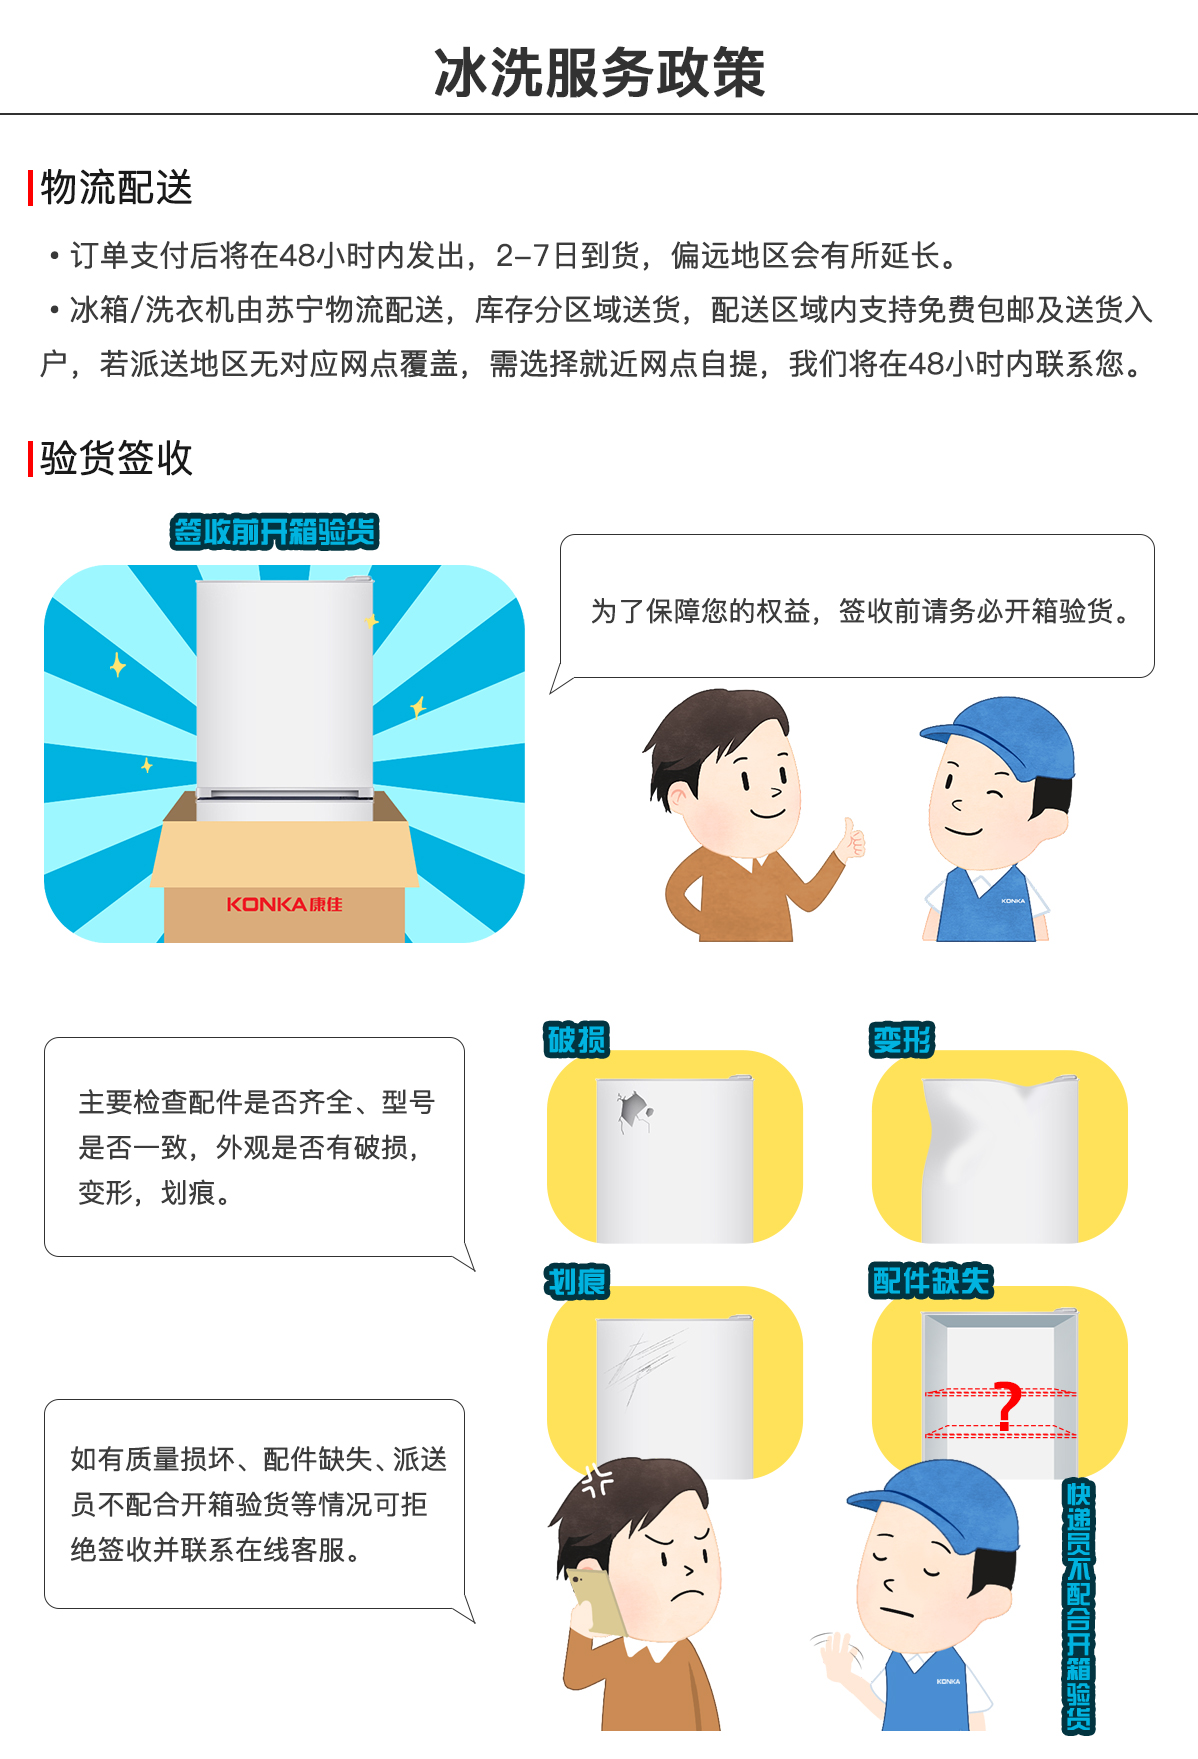 冰洗服务政策
物流配送
•订单支付后将在48小时内发出，2-7日到货，偏远地区会有所延长。
•冰箱/洗衣机由苏宁物流配送，库存分区域送货，配送区域内支持免费包邮及送货入
户，若派送地区无对应网点覆盖，需选择就近网点自提，我们将在48小时内联系您。
验货签收
签收前开箱验货
为了保障您的权益，签收前请务必开箱验货。
KONKA康佳
KONKA
破损
变形
主要检查配件是否齐全、型号
是否一致，外观是否有破损，
变形，划痕。
划痕
配件缺失
?
如有质量损坏、配件缺失、派送
员不配合开箱验货等情况可拒
绝签收并联系在线客服。
快递员不配合开箱验货
KONKA